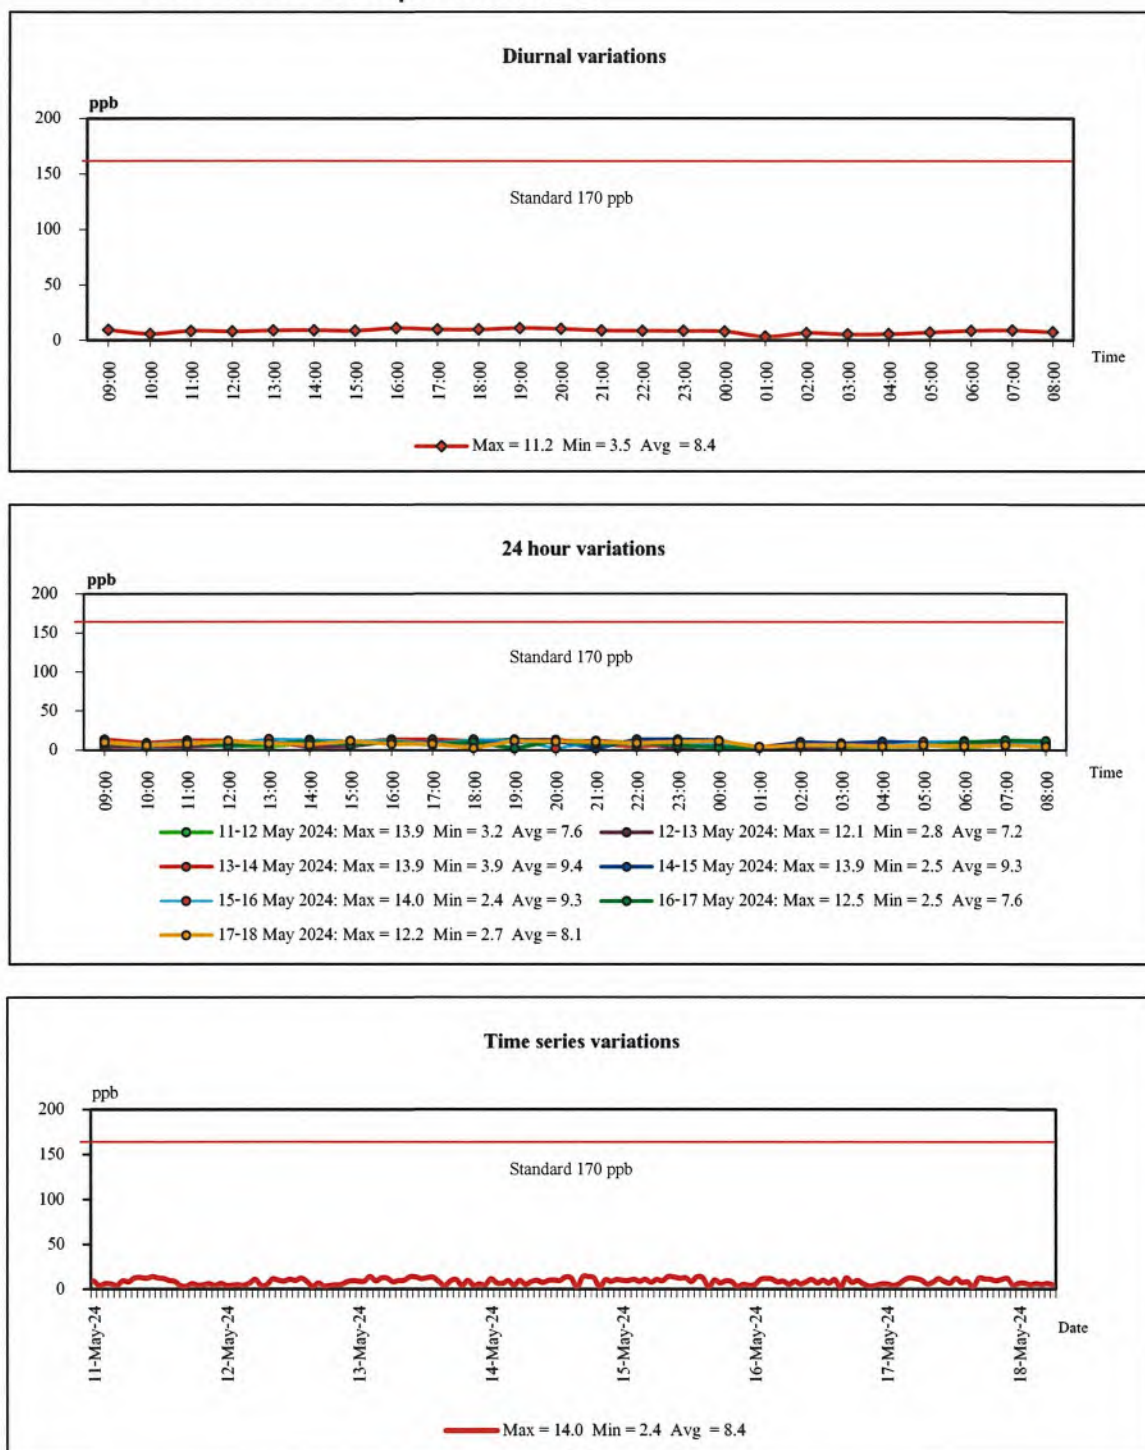 Diurnal variations
ppb
200
150
Standard 170 ppb
100
50
0
09:00 10:00 11:00 12:00 13:00 14:00 15:00 16:00 17:00 18:00 19:00 20:00 21:00 22:00 23:00 00:00 01:00 02:00 03:00 04:00 05:00 06:00 07:00 08:00
Time
Max = 11.2 Min = 3.5 Avg = 8.4
24 hour variations
ppb
200
150
Standard 170 ppb
100
50
0
09:00 10:00 11:00 12:00 13:00 14:00 15:00 16:00 17:00 18:00 19:00 20:00 21:00 22:00 23:00 00:00 01:00 02:00 03:00 04:00 05:00 06:00 07:00 08:00
Time
11-12 May 2024: Max = 13.9 Min = 3.2 Avg = 7.6
12-13 May 2024: Max = 12.1 Min = 2.8 Avg = 7.2
13-14 May 2024: Max = 13.9 Min = 3.9 Avg = 9.4
14-15 May 2024: Max = 13.9 Min = 2.5 Avg = 9.3
15-16 May 2024: Max = 14.0 Min = 2.4 Avg = 9.3
16-17 May 2024: Max = 12.5 Min = 2.5 Avg = 7.6
17-18 May 2024: Max = 12.2 Min = 2.7 Avg = 8.1
Time series variations
ppb
200
150
Standard 170 ppb
100
50
0
11-May-24 12-May-24 13-May-24 14-May-24 15-May-24 16-May-24 17-May-24 18-May-24
Date
Max = 14.0 Min = 2.4 Avg = 8.4